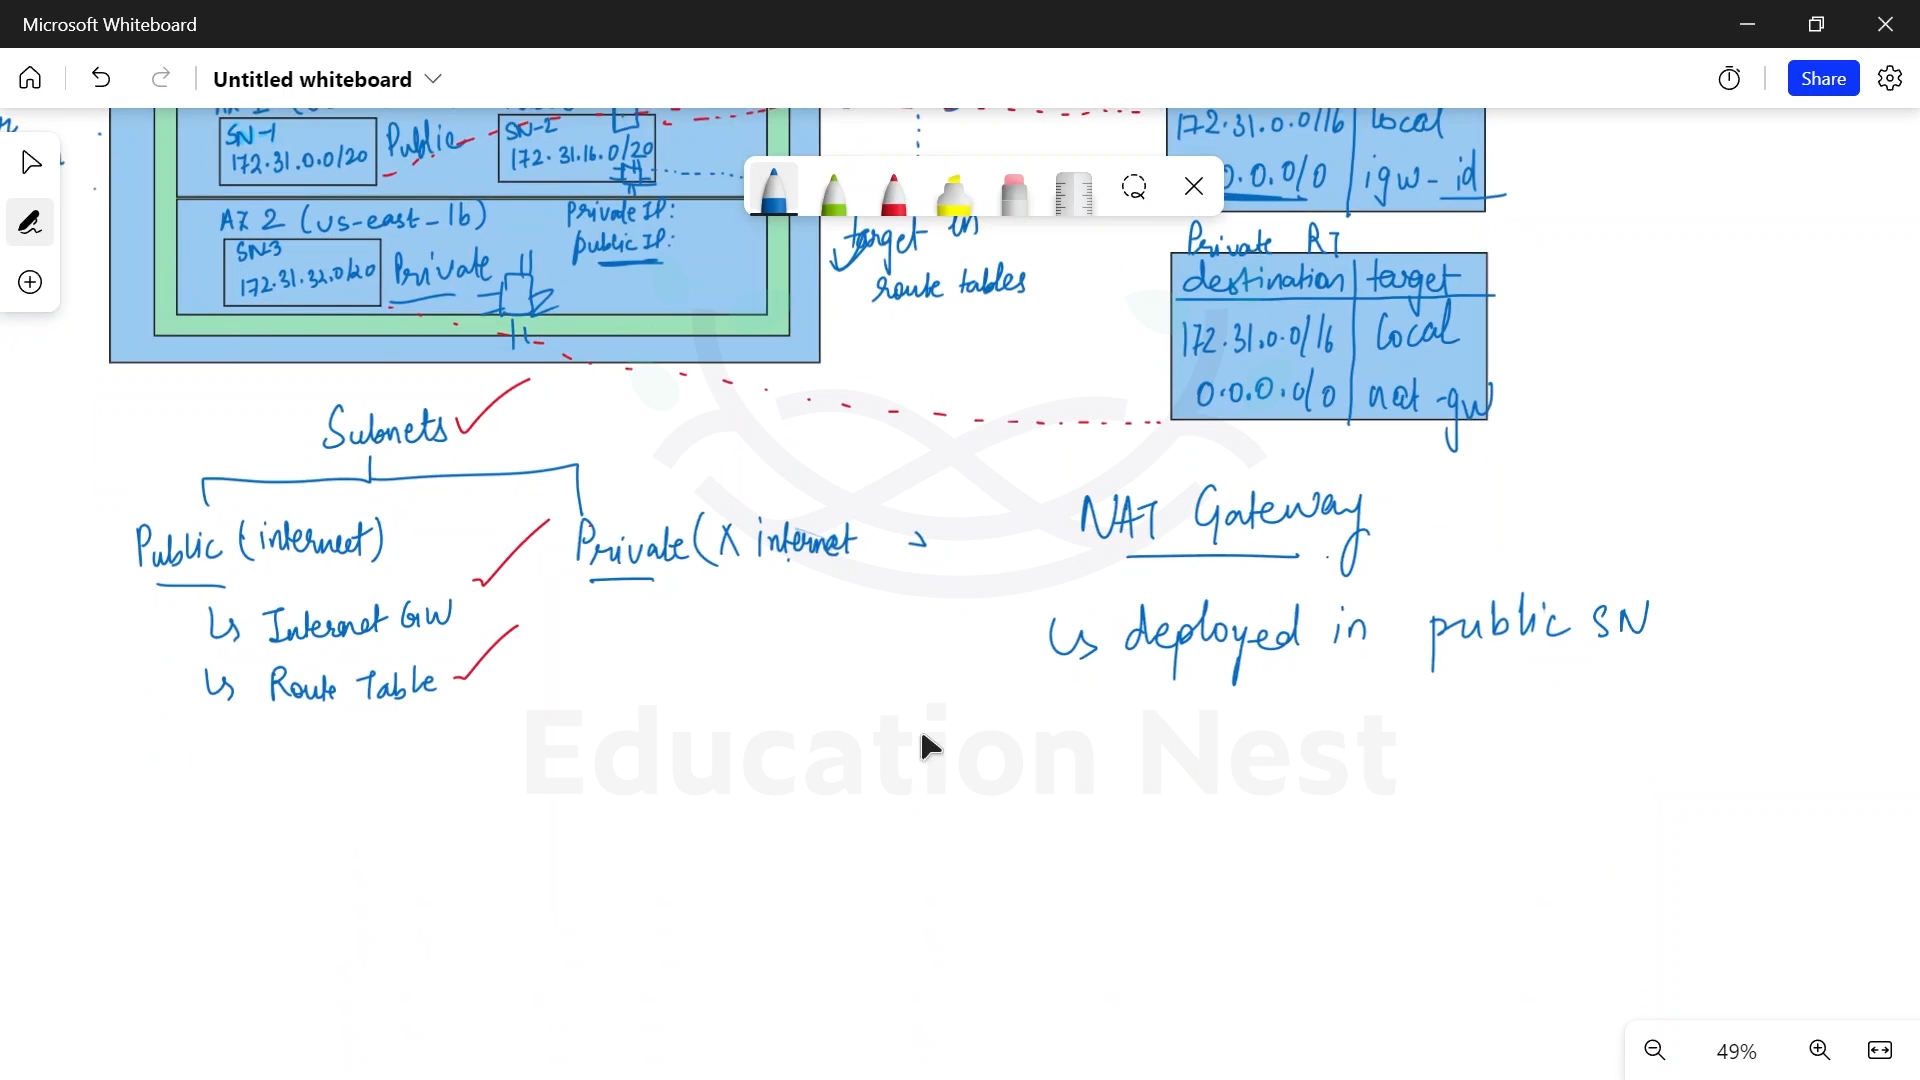 Microsoft Whiteboard
Untitled whiteboard
Share
SN-1
172.31.0.0/20
Public
SN-2
172.31.16.0/20
AZ 2 (us-east-1b)
Private IP:
public IP:
SN-3
172.31.32.0/20
Private
target in
route tables
172.31.0.0/16 local
0.0.0/0 igw-id
Private RT
destination target
172.31.0.0/16 local
0.0.0.0/0 nat-gw
Subnets
Public (internet)
Internet GW
Route Table
Private (X internet
NAT Gateway
deployed in public SN
Education Nest
49%